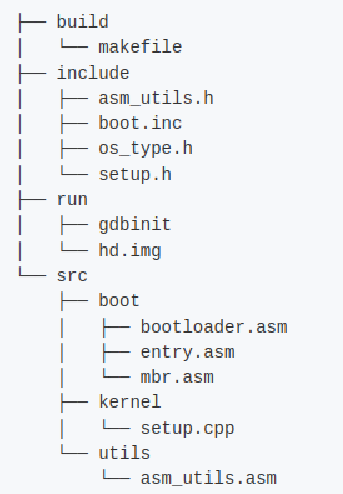 ├── build
│   └── makefile
├── include
│   ├── asm_utils.h
│   ├── boot.inc
│   ├── os_type.h
│   └── setup.h
├── run
│   ├── gdbinit
│   └── hd.img
└── src
    ├── boot
    │   ├── bootloader.asm
    │   ├── entry.asm
    │   └── mbr.asm
    ├── kernel
    │   └── setup.cpp
    └── utils
        └── asm_utils.asm